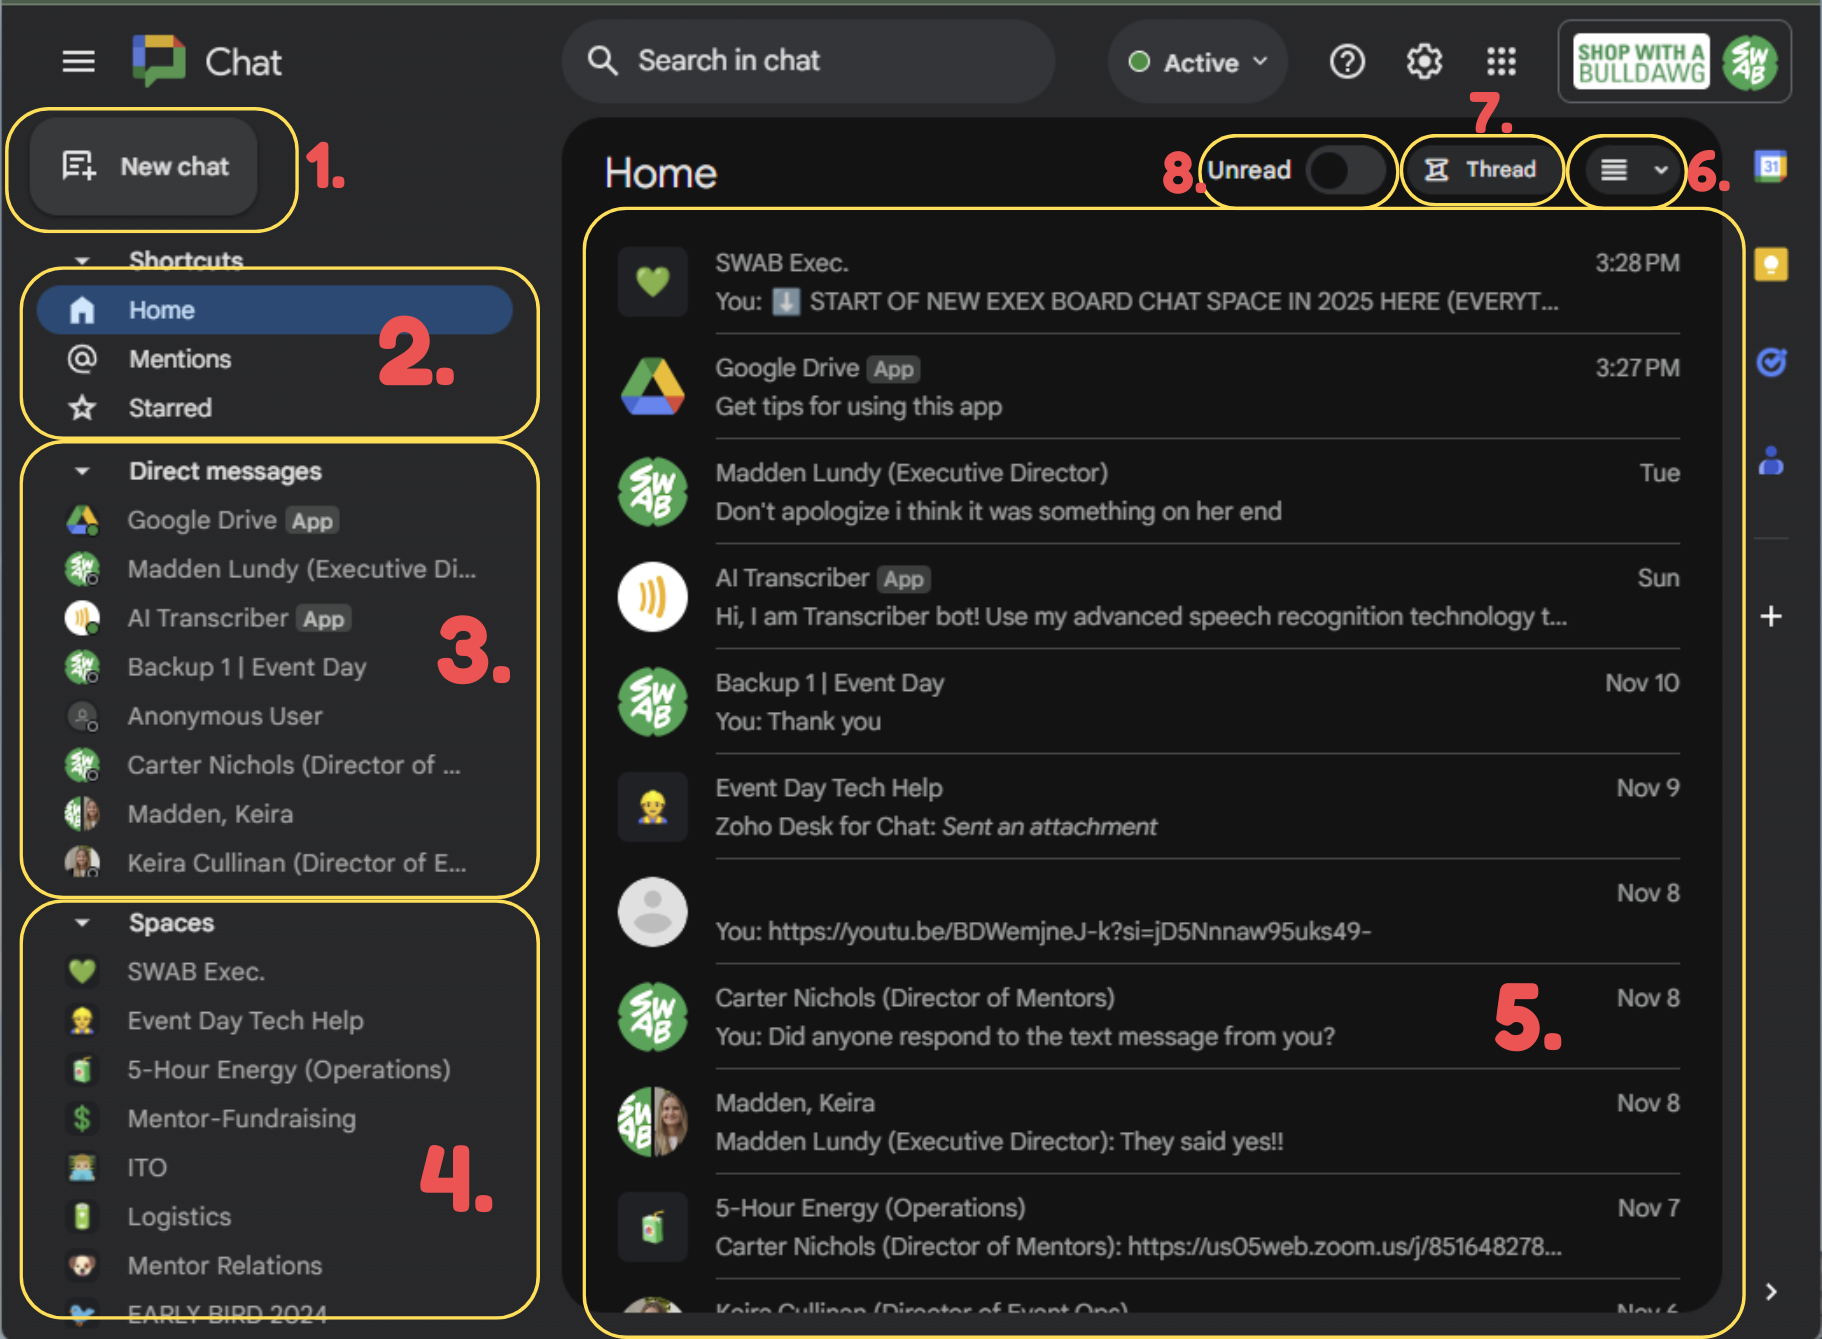 Chat
Search in chat
Active
SHOP WITH A
BULLDAWG
SW
AB
New chat
1.
Shortcuts
Home
Mentions
Starred
2.
Direct messages
Google Drive App
Madden Lundy (Executive Di...
AI Transcriber App
Backup 1 | Event Day
Anonymous User
Carter Nichols (Director of ...
Madden, Keira
Keira Cullinan (Director of E...
3.
Spaces
SWAB Exec.
Event Day Tech Help
5-Hour Energy (Operations)
Mentor-Fundraising
ITO
Logistics
Mentor Relations
EARLY BIRD 2024
4.
Home
8. Unread
7.
Thread
6.
31
SWAB Exec. 3:28 PM
You: ⬇️ START OF NEW EXEX BOARD CHAT SPACE IN 2025 HERE (EVERYT...
Google Drive App 3:27 PM
Get tips for using this app
SW
AB
Madden Lundy (Executive Director) Tue
Don't apologize i think it was something on her end
AI Transcriber App Sun
Hi, I am Transcriber bot! Use my advanced speech recognition technology t...
SW
AB
Backup 1 | Event Day Nov 10
You: Thank you
Event Day Tech Help Nov 9
Zoho Desk for Chat: Sent an attachment
Nov 8
You: https://youtu.be/BDWemjneJ-k?si=jD5Nnnaw95uks49-
SW
AB
Carter Nichols (Director of Mentors) Nov 8
You: Did anyone respond to the text message from you?
5.
Madden, Keira Nov 8
Madden Lundy (Executive Director): They said yes!!
5-Hour Energy (Operations) Nov 7
Carter Nichols (Director of Mentors): https://us05web.zoom.us/j/851648278...
Keira Cullinan (Director of Event Ops) Nov 6